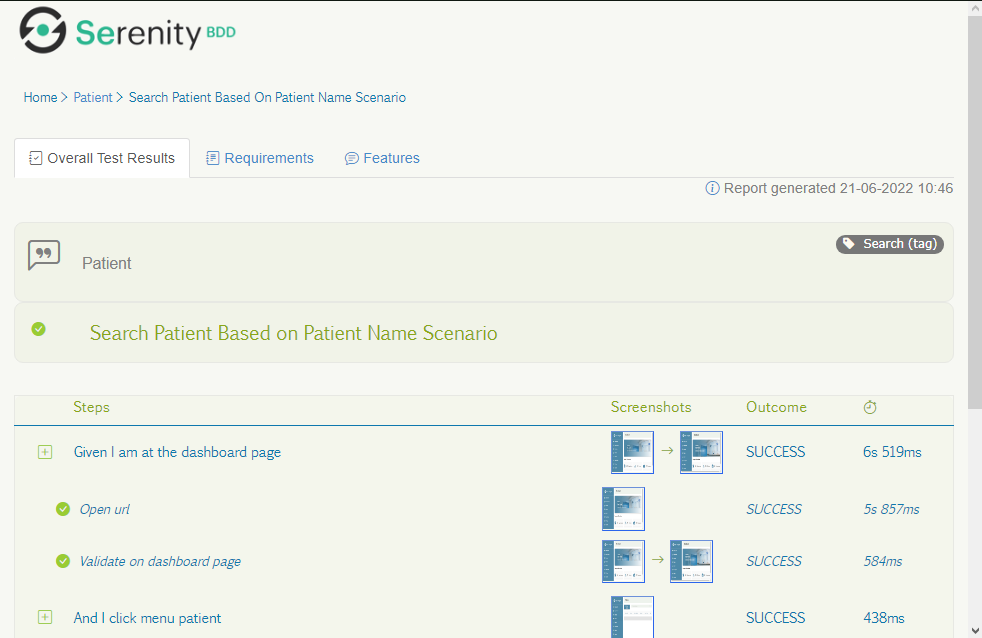 Serenity BDD
Home > Patient > Search Patient Based On Patient Name Scenario
Overall Test Results Requirements Features
Report generated 21-06-2022 10:46
Search (tag)
Patient
Search Patient Based on Patient Name Scenario
Steps Screenshots Outcome
Given I am at the dashboard page SUCCESS 6s 519ms
Open url SUCCESS 5s 857ms
Validate on dashboard page SUCCESS 584ms
And I click menu patient SUCCESS 438ms